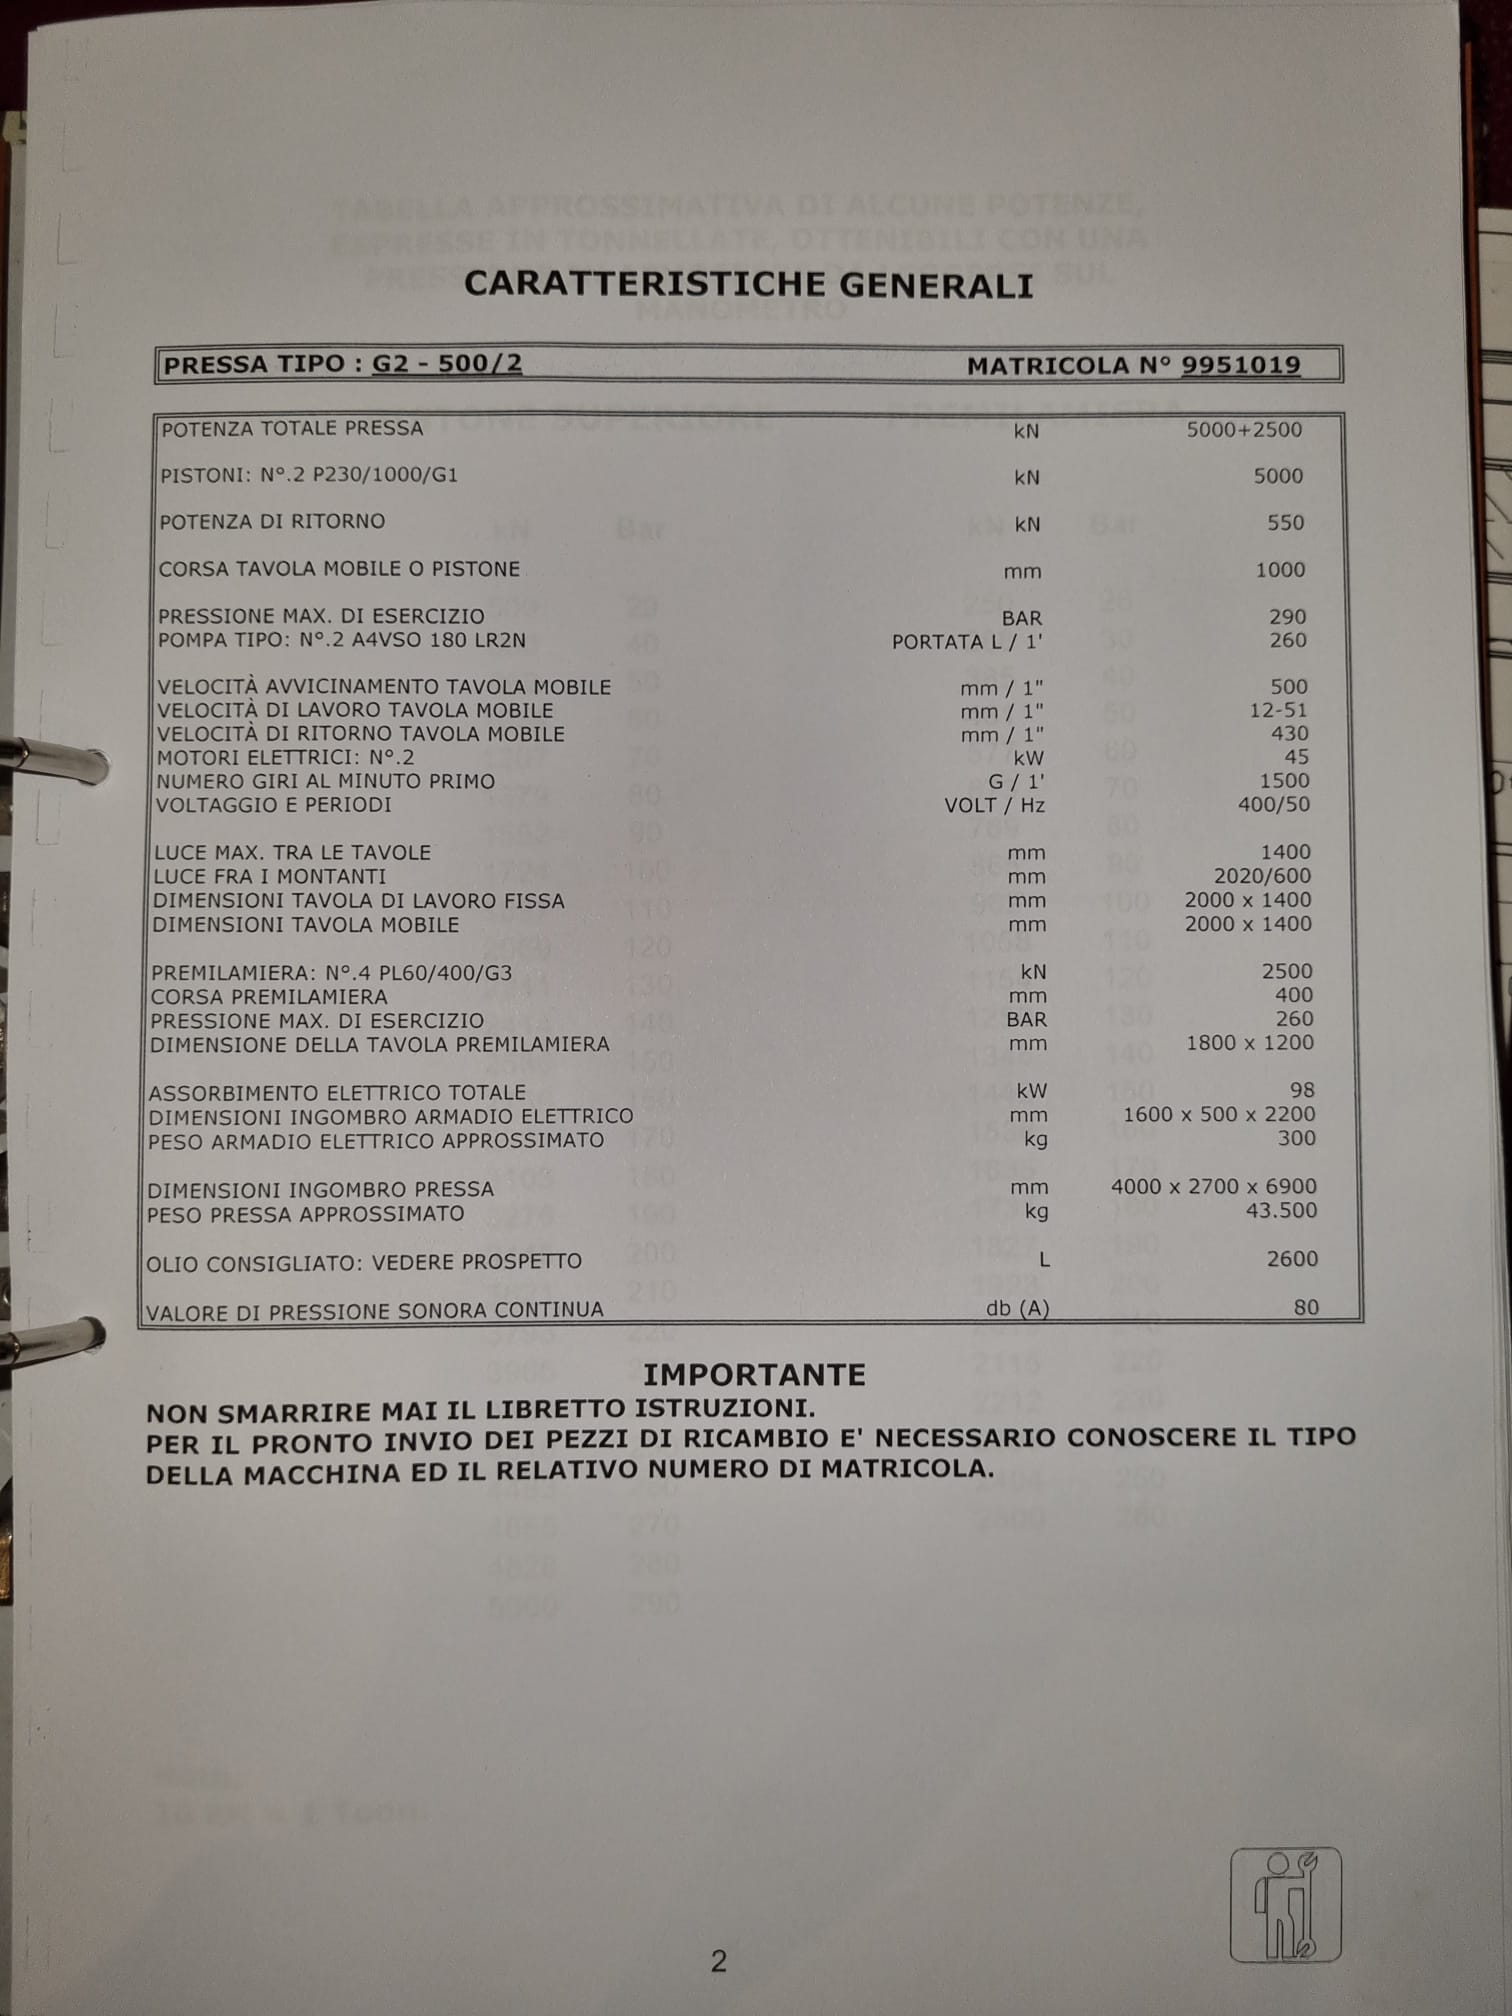 CARATTERISTICHE GENERALI
PRESSA TIPO : G2 - 500/2 MATRICOLA N° 9951019
POTENZA TOTALE PRESSA kN 5000+2500
PISTONI: N°.2 P230/1000/G1 kN 5000
POTENZA DI RITORNO kN 550
CORSA TAVOLA MOBILE O PISTONE mm 1000
PRESSIONE MAX. DI ESERCIZIO BAR 290
POMPA TIPO: N°.2 A4VSO 180 LR2N PORTATA L / 1' 260
VELOCITÀ AVVICINAMENTO TAVOLA MOBILE mm / 1" 500
VELOCITÀ DI LAVORO TAVOLA MOBILE mm / 1" 12-51
VELOCITÀ DI RITORNO TAVOLA MOBILE mm / 1" 430
MOTORI ELETTRICI: N°.2 kW 45
NUMERO GIRI AL MINUTO PRIMO G / 1' 1500
VOLTAGGIO E PERIODI VOLT / Hz 400/50
LUCE MAX. TRA LE TAVOLE mm 1400
LUCE FRA I MONTANTI mm 2020/600
DIMENSIONI TAVOLA DI LAVORO FISSA mm 2000 x 1400
DIMENSIONI TAVOLA MOBILE mm 2000 x 1400
PREMILAMIERA: N°.4 PL60/400/G3 kN 2500
CORSA PREMILAMIERA mm 400
PRESSIONE MAX. DI ESERCIZIO BAR 260
DIMENSIONE DELLA TAVOLA PREMILAMIERA mm 1800 x 1200
ASSORBIMENTO ELETTRICO TOTALE kW 98
DIMENSIONI INGOMBRO ARMADIO ELETTRICO mm 1600 x 500 x 2200
PESO ARMADIO ELETTRICO APPROSSIMATO kg 300
DIMENSIONI INGOMBRO PRESSA mm 4000 x 2700 x 6900
PESO PRESSA APPROSSIMATO kg 43.500
OLIO CONSIGLIATO: VEDERE PROSPETTO L 2600
VALORE DI PRESSIONE SONORA CONTINUA db (A) 80
IMPORTANTE
NON SMARRIRE MAI IL LIBRETTO ISTRUZIONI.
PER IL PRONTO INVIO DEI PEZZI DI RICAMBIO E' NECESSARIO CONOSCERE IL TIPO
DELLA MACCHINA ED IL RELATIVO NUMERO DI MATRICOLA.
2